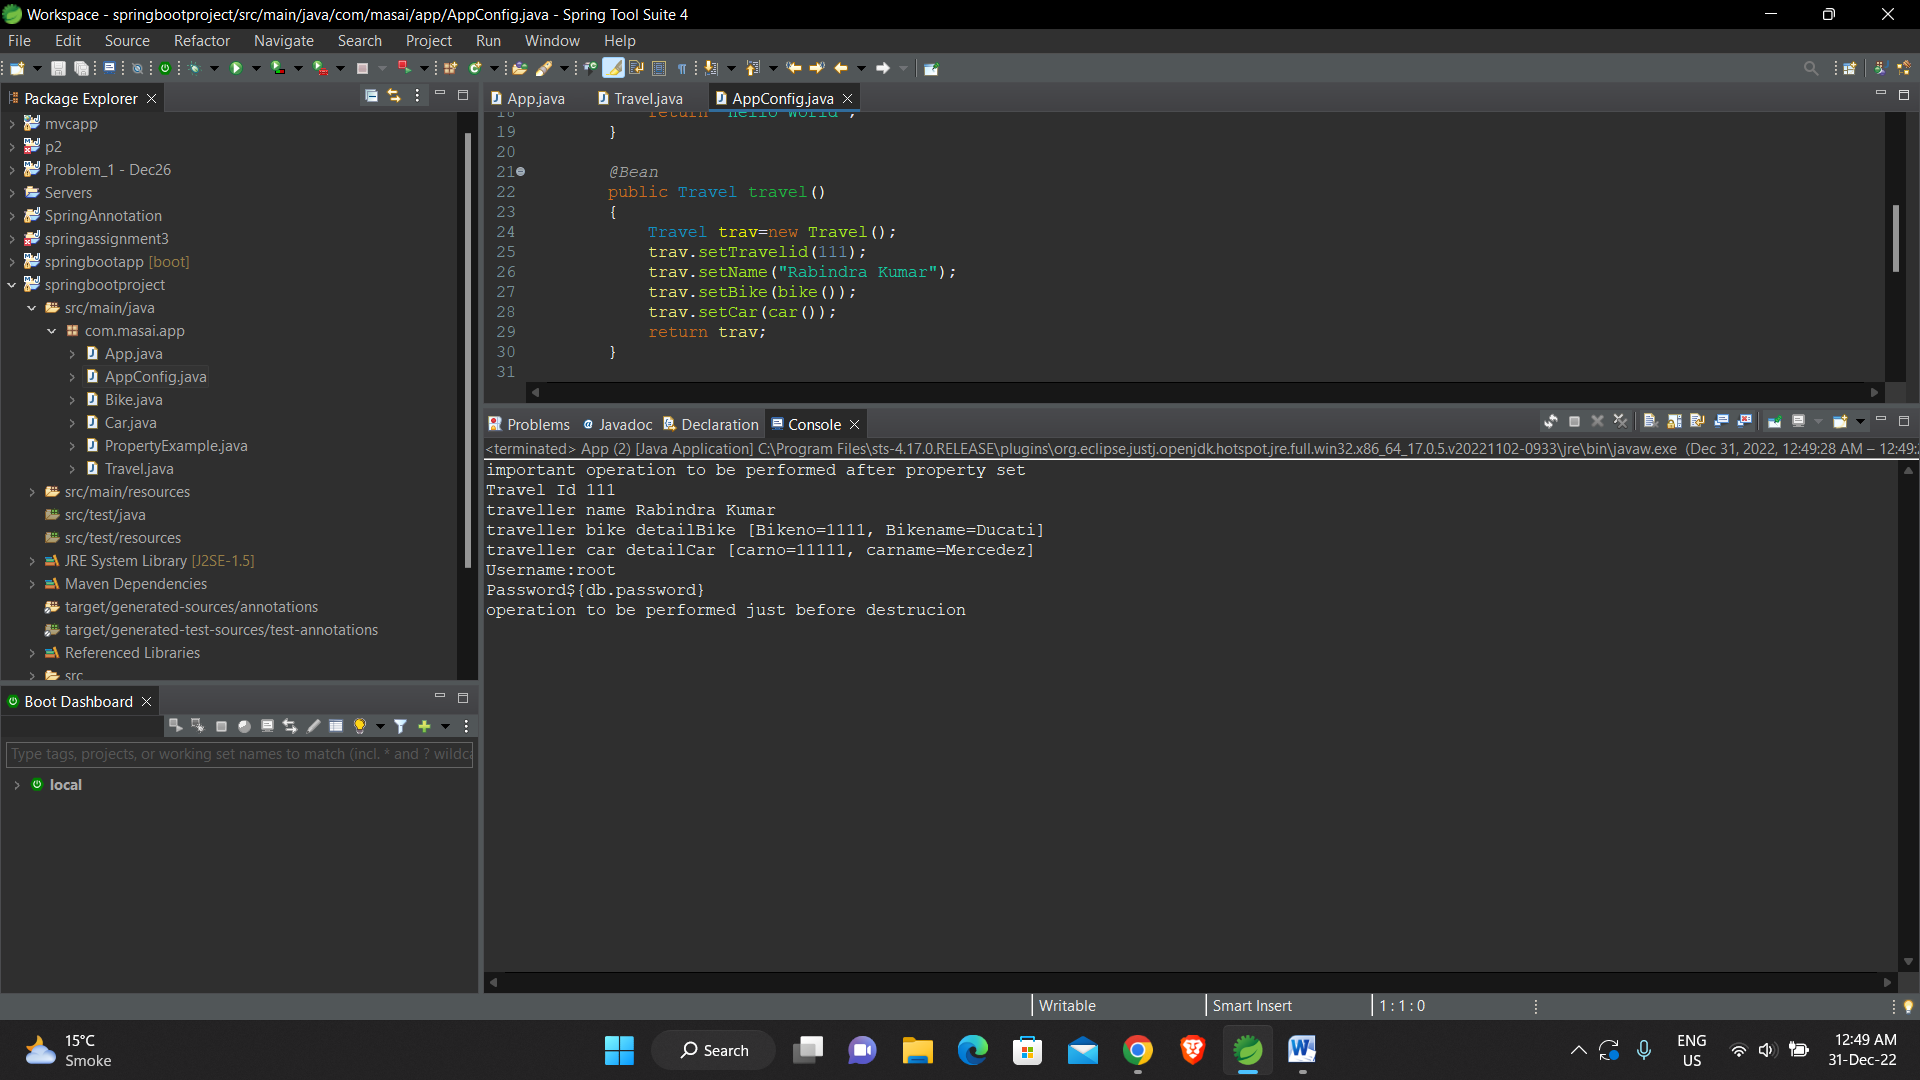 Workspace - springbootproject/src/main/java/com/masai/app/AppConfig.java - Spring Tool Suite 4
File Edit Source Refactor Navigate Search Project Run Window Help
Package Explorer
mvcapp
p2
Problem_1 - Dec26
Servers
SpringAnnotation
springassignment3
springbootapp [boot]
springbootproject
src/main/java
com.masai.app
App.java
AppConfig.java
Bike.java
Car.java
PropertyExample.java
Travel.java
src/main/resources
src/test/java
src/test/resources
JRE System Library [J2SE-1.5]
Maven Dependencies
target/generated-sources/annotations
target/generated-test-sources/test-annotations
Referenced Libraries
src
Boot Dashboard
Type tags, projects, or working set names to match (incl. * and ? wildca
local
App.java Travel.java AppConfig.java
18 return "Hello World";
19 }
20
21 @Bean
22 public Travel travel()
23 {
24 Travel trav=new Travel();
25 trav.setTravelid(111);
26 trav.setName("Rabindra Kumar");
27 trav.setBike(bike());
28 trav.setCar(car());
29 return trav;
30 }
31
Problems Javadoc Declaration Console
<terminated> App (2) [Java Application] C:\Program Files\sts-4.17.0.RELEASE\plugins\org.eclipse.justj.openjdk.hotspot.jre.full.win32.x86_64_17.0.5.v20221102-0933\jre\bin\javaw.exe (Dec 31, 2022, 12:49:28 AM – 12:49:
important operation to be performed after property set
Travel Id 111
traveller name Rabindra Kumar
traveller bike detailBike [Bikeno=1111, Bikename=Ducati]
traveller car detailCar [carno=11111, carname=Mercedez]
Username:root
Password${db.password}
operation to be performed just before destrucion
Writable Smart Insert 1 : 1 : 0
15°C
Smoke
Search
ENG
US
12:49 AM
31-Dec-22